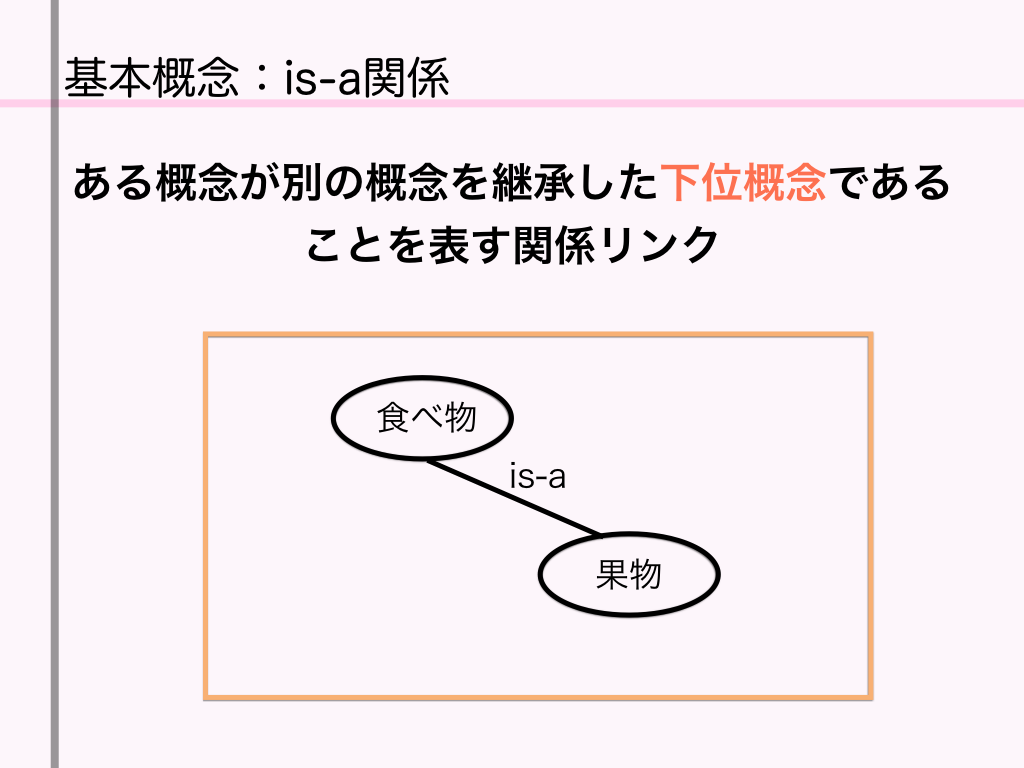 基本概念：is-a関係
ある概念が別の概念を継承した下位概念である
ことを表す関係リンク
食べ物
is-a
果物